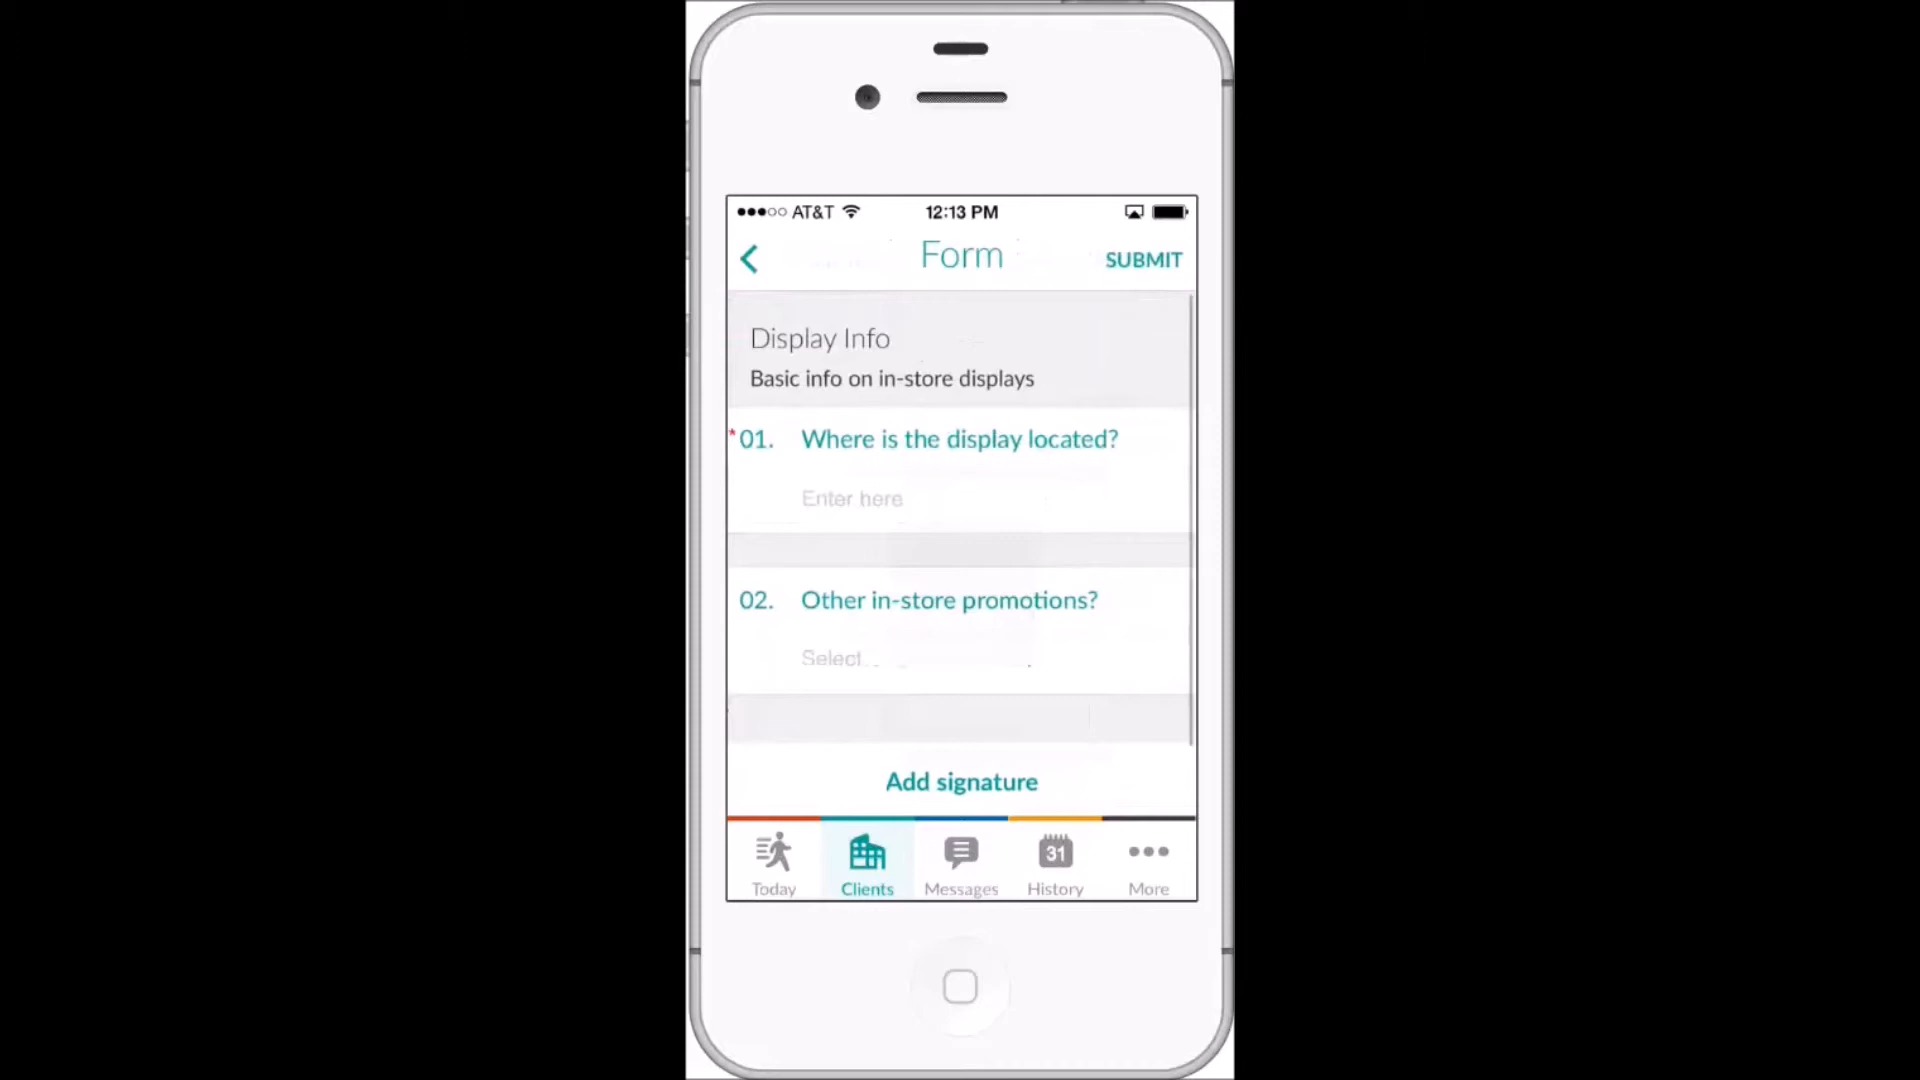 AT&T 12:13 PM
Form SUBMIT
Display Info
Basic info on in-store displays
*01. Where is the display located?
Enter here
02. Other in-store promotions?
Select
Add signature
31
Today Clients Messages History More